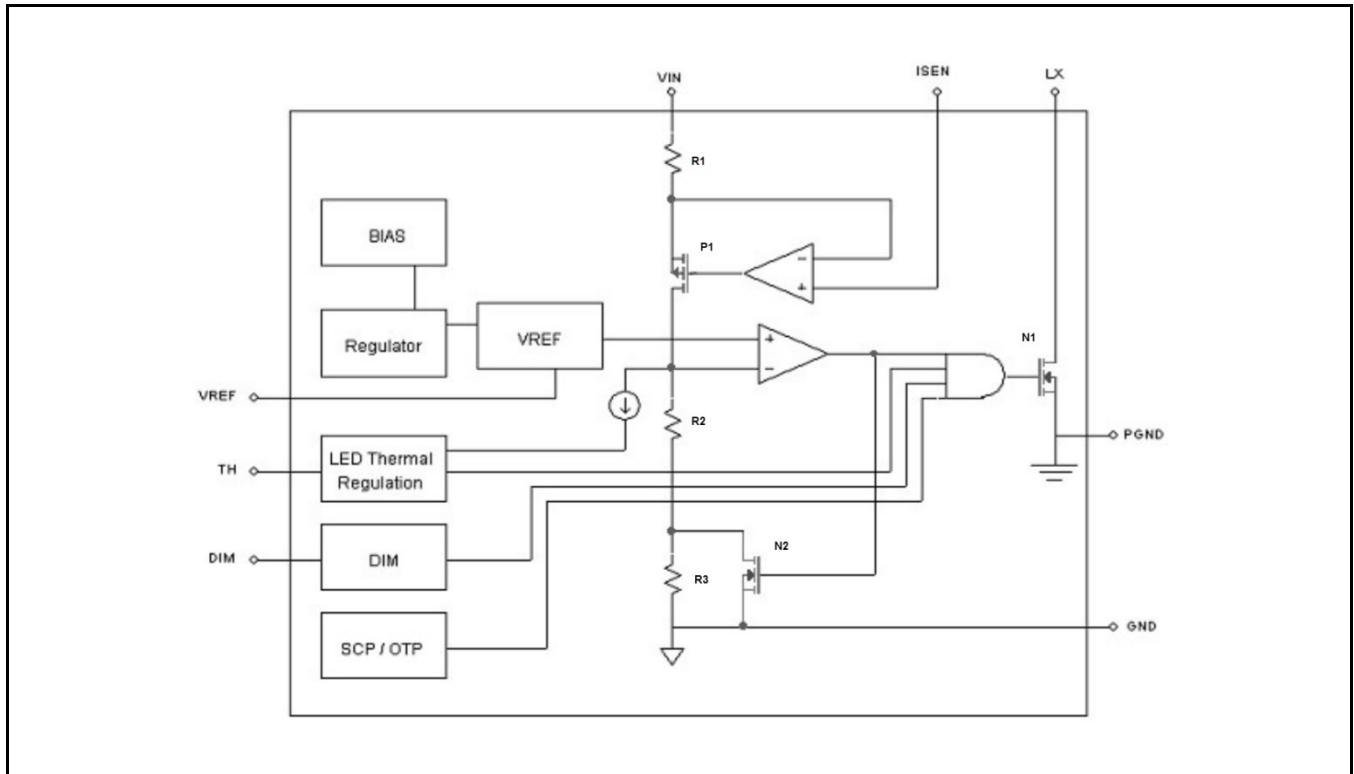 VIN
ISEN
LX
R1
BIAS
P1
-
+
Regulator
VREF
+
-
N1
VREF
R2
PGND
TH
LED Thermal
Regulation
DIM
DIM
N2
R3
SCP / OTP
GND